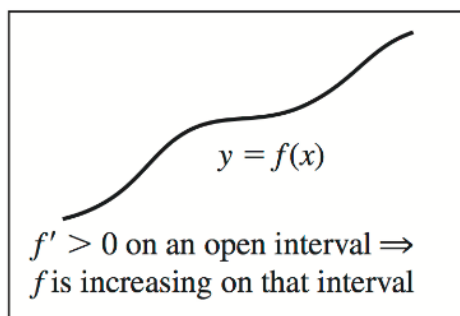 y = f(x)
f′ > 0 on an open interval ⇒
f is increasing on that interval